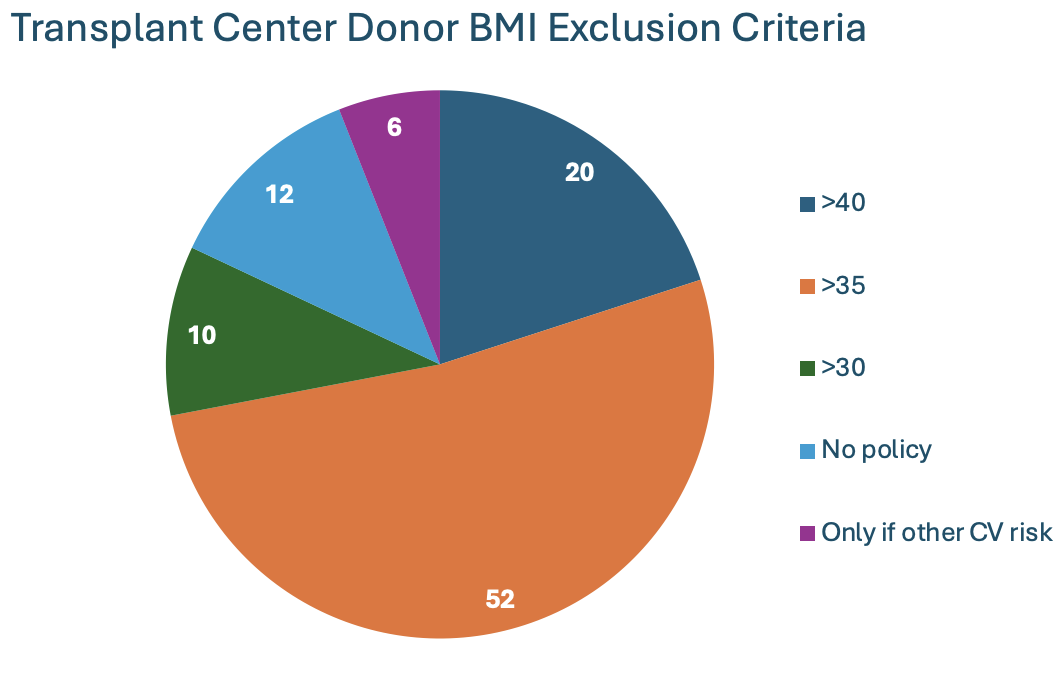 Transplant Center Donor BMI Exclusion Criteria
6
20
12
10
52
>40
>35
>30
No policy
Only if other CV risk